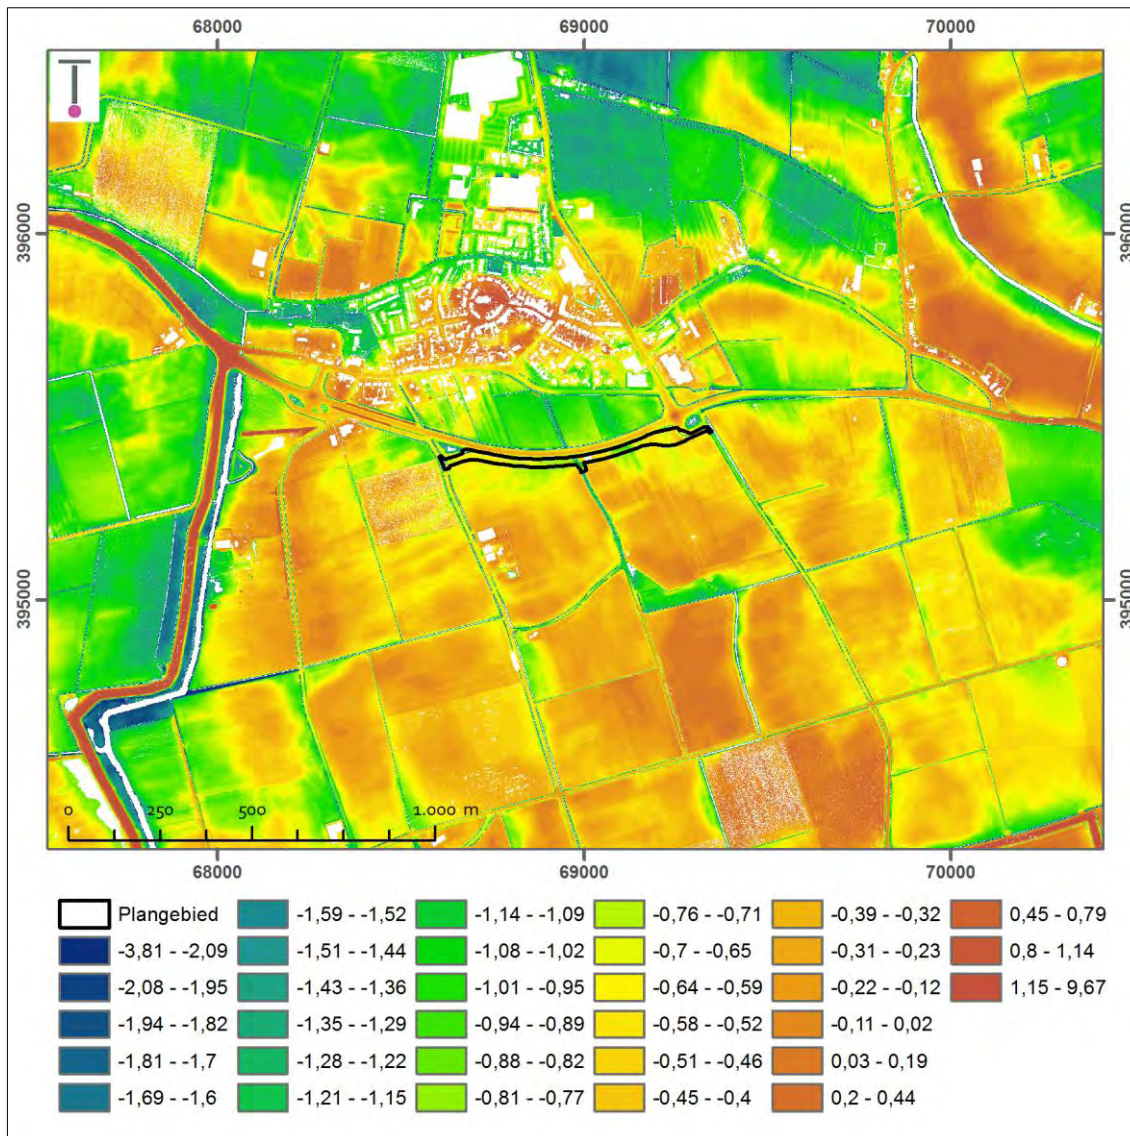 68000 69000 70000
396000 396000
395000 395000
0 250 500 1.000 m
68000 69000 70000
Plangebied -1,59 - -1,52 -1,14 - -1,09 -0,76 - -0,71 -0,39 - -0,32 0,45 - 0,79
-3,81 - -2,09 -1,51 - -1,44 -1,08 - -1,02 -0,7 - -0,65 -0,31 - -0,23 0,8 - 1,14
-2,08 - -1,95 -1,43 - -1,36 -1,01 - -0,95 -0,64 - -0,59 -0,22 - -0,12 1,15 - 9,67
-1,94 - -1,82 -1,35 - -1,29 -0,94 - -0,89 -0,58 - -0,52 -0,11 - 0,02
-1,81 - -1,7 -1,28 - -1,22 -0,88 - -0,82 -0,51 - -0,46 0,03 - 0,19
-1,69 - -1,6 -1,21 - -1,15 -0,81 - -0,77 -0,45 - -0,4 0,2 - 0,44